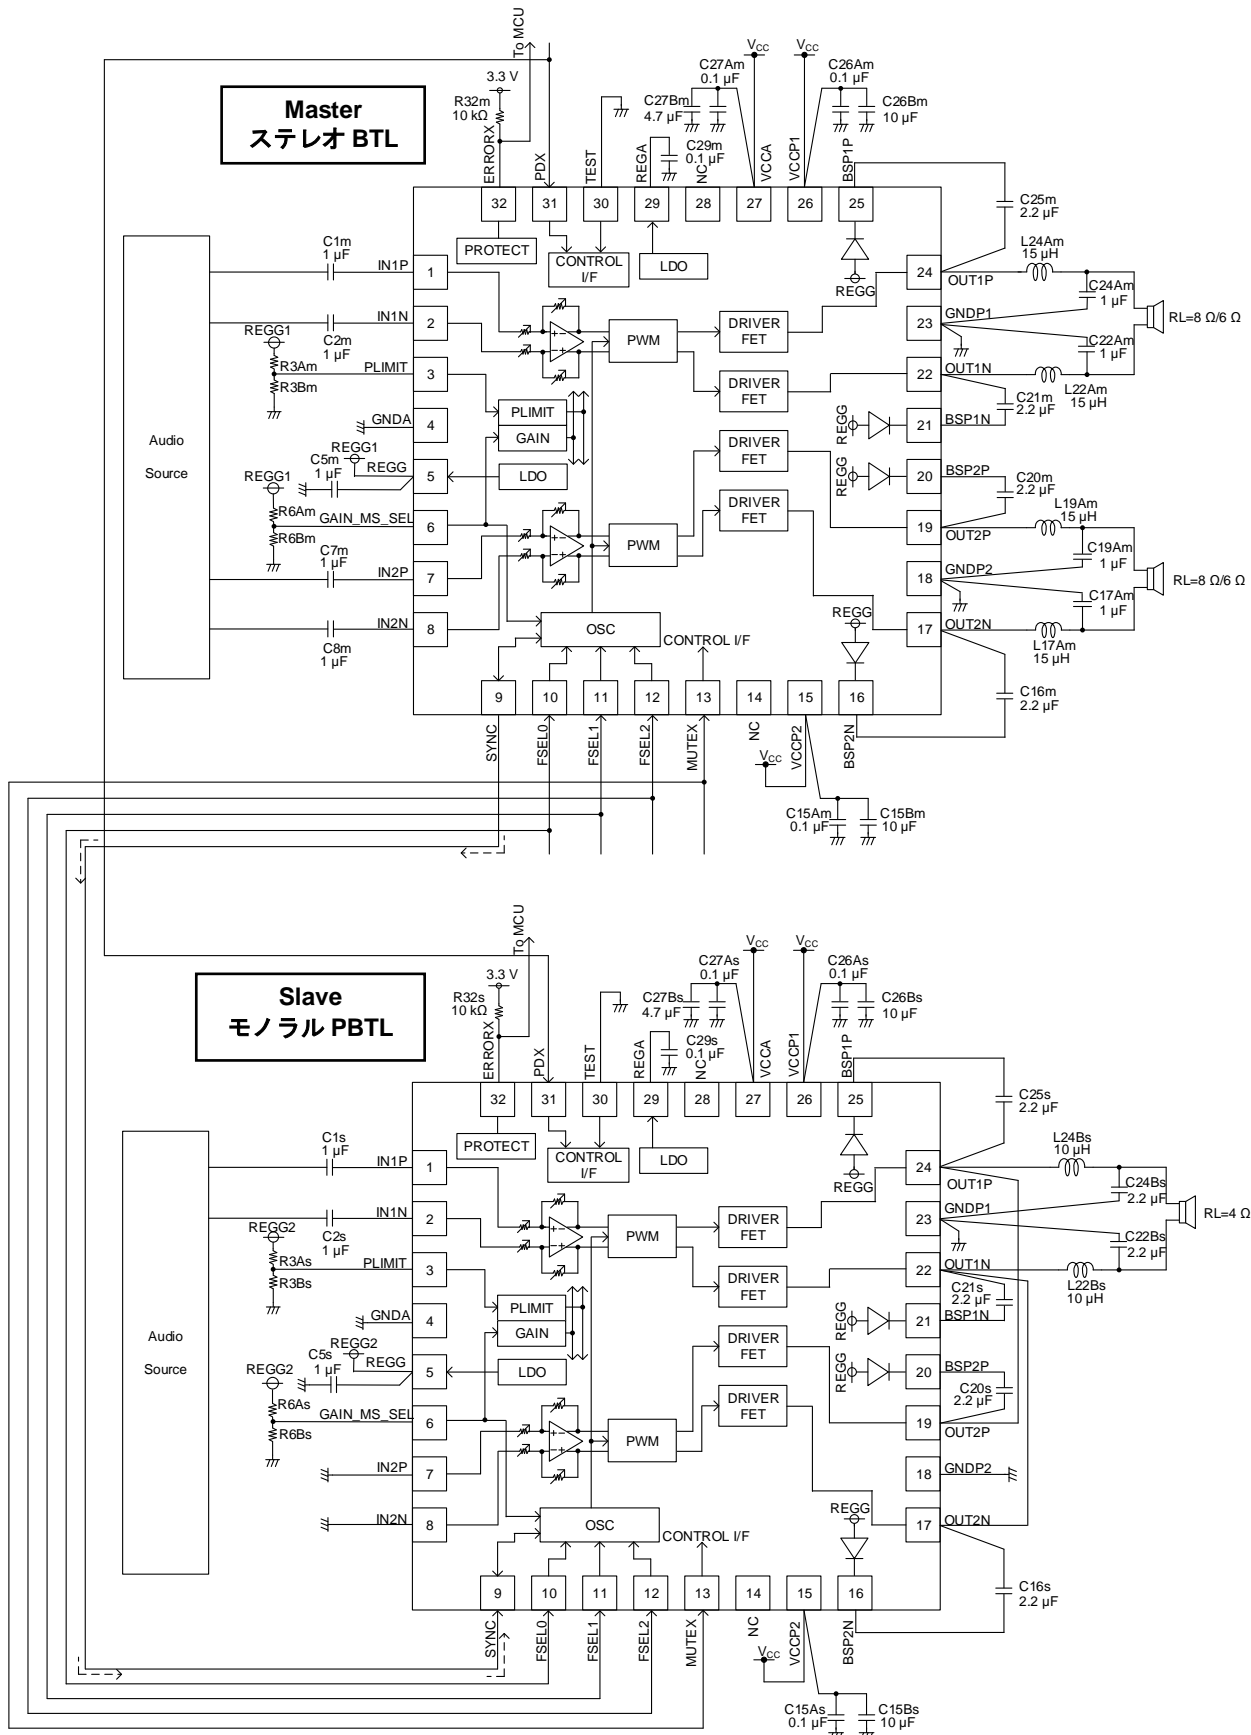 To MCU
VCC
VCC
C27Am
0.1 µF
C26Am
0.1 µF
3.3 V
Master
ステレオ BTL
R32m
10 kΩ
C27Bm
4.7 µF
C26Bm
10 µF
C29m
0.1 µF
ERRORX
PDX
TEST
REGA
NC
VCCA
VCCP1
BSP1P
32
31
30
29
28
27
26
25
C25m
2.2 µF
PROTECT
CONTROL
I/F
LDO
REGG
C1m
1 µF
IN1P
1
24
OUT1P
L24Am
15 µH
C24Am
1 µF
IN1N
2
C2m
1 µF
PWM
DRIVER
FET
23
GNDP1
RL=8 Ω/6 Ω
REGG1
R3Am
R3Bm
PLIMIT
3
DRIVER
FET
22
OUT1N
C22Am
1 µF
L22Am
15 µH
C21m
2.2 µF
GNDA
4
PLIMIT
GAIN
REGG
21
BSP1N
Audio
Source
REGG1
C5m
1 µF
REGG
5
LDO
DRIVER
FET
REGG
20
BSP2P
C20m
2.2 µF
REGG1
R6Am
R6Bm
GAIN_MS_SEL
6
DRIVER
FET
19
OUT2P
L19Am
15 µH
C19Am
1 µF
C7m
1 µF
IN2P
7
PWM
18
GNDP2
RL=8 Ω/6 Ω
C17Am
1 µF
IN2N
8
C8m
1 µF
OSC
CONTROL I/F
REGG
17
OUT2N
L17Am
15 µH
9
10
11
12
13
14
15
16
C16m
2.2 µF
SYNC
FSEL0
FSEL1
FSEL2
MUTEX
NC
VCCP2
BSP2N
VCC
C15Am
0.1 µF
C15Bm
10 µF
To MCU
VCC
VCC
C27As
0.1 µF
C26As
0.1 µF
3.3 V
Slave
モノラル PBTL
R32s
10 kΩ
C27Bs
4.7 µF
C26Bs
10 µF
C29s
0.1 µF
ERRORX
PDX
TEST
REGA
NC
VCCA
VCCP1
BSP1P
32
31
30
29
28
27
26
25
C25s
2.2 µF
PROTECT
CONTROL
I/F
LDO
REGG
C1s
1 µF
IN1P
1
24
OUT1P
L24Bs
10 µH
C24Bs
2.2 µF
IN1N
2
C2s
1 µF
PWM
DRIVER
FET
23
GNDP1
RL=4 Ω
REGG2
R3As
R3Bs
PLIMIT
3
DRIVER
FET
22
OUT1N
C22Bs
2.2 µF
L22Bs
10 µH
C21s
2.2 µF
GNDA
4
PLIMIT
GAIN
REGG
21
BSP1N
Audio
Source
REGG2
C5s
1 µF
REGG
5
LDO
DRIVER
FET
REGG
20
BSP2P
C20s
2.2 µF
REGG2
R6As
R6Bs
GAIN_MS_SEL
6
DRIVER
FET
19
OUT2P
IN2P
7
PWM
18
GNDP2
IN2N
8
OSC
CONTROL I/F
REGG
17
OUT2N
9
10
11
12
13
14
15
16
C16s
2.2 µF
SYNC
FSEL0
FSEL1
FSEL2
MUTEX
NC
VCCP2
BSP2N
VCC
C15As
0.1 µF
C15Bs
10 µF